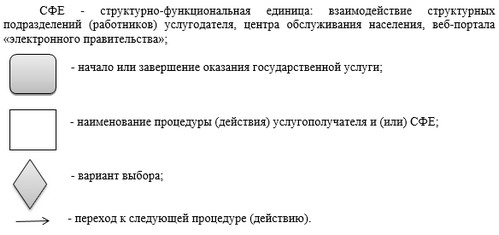 СФЕ - структурно-функциональная единица: взаимодействие структурных
подразделений (работников) услугодателя, центра обслуживания населения, веб-портала
«электронного правительства»;
- начало или завершение оказания государственной услуги;
- наименование процедуры (действия) услугополучателя и (или) СФЕ;
- вариант выбора;
- переход к следующей процедуре (действию).